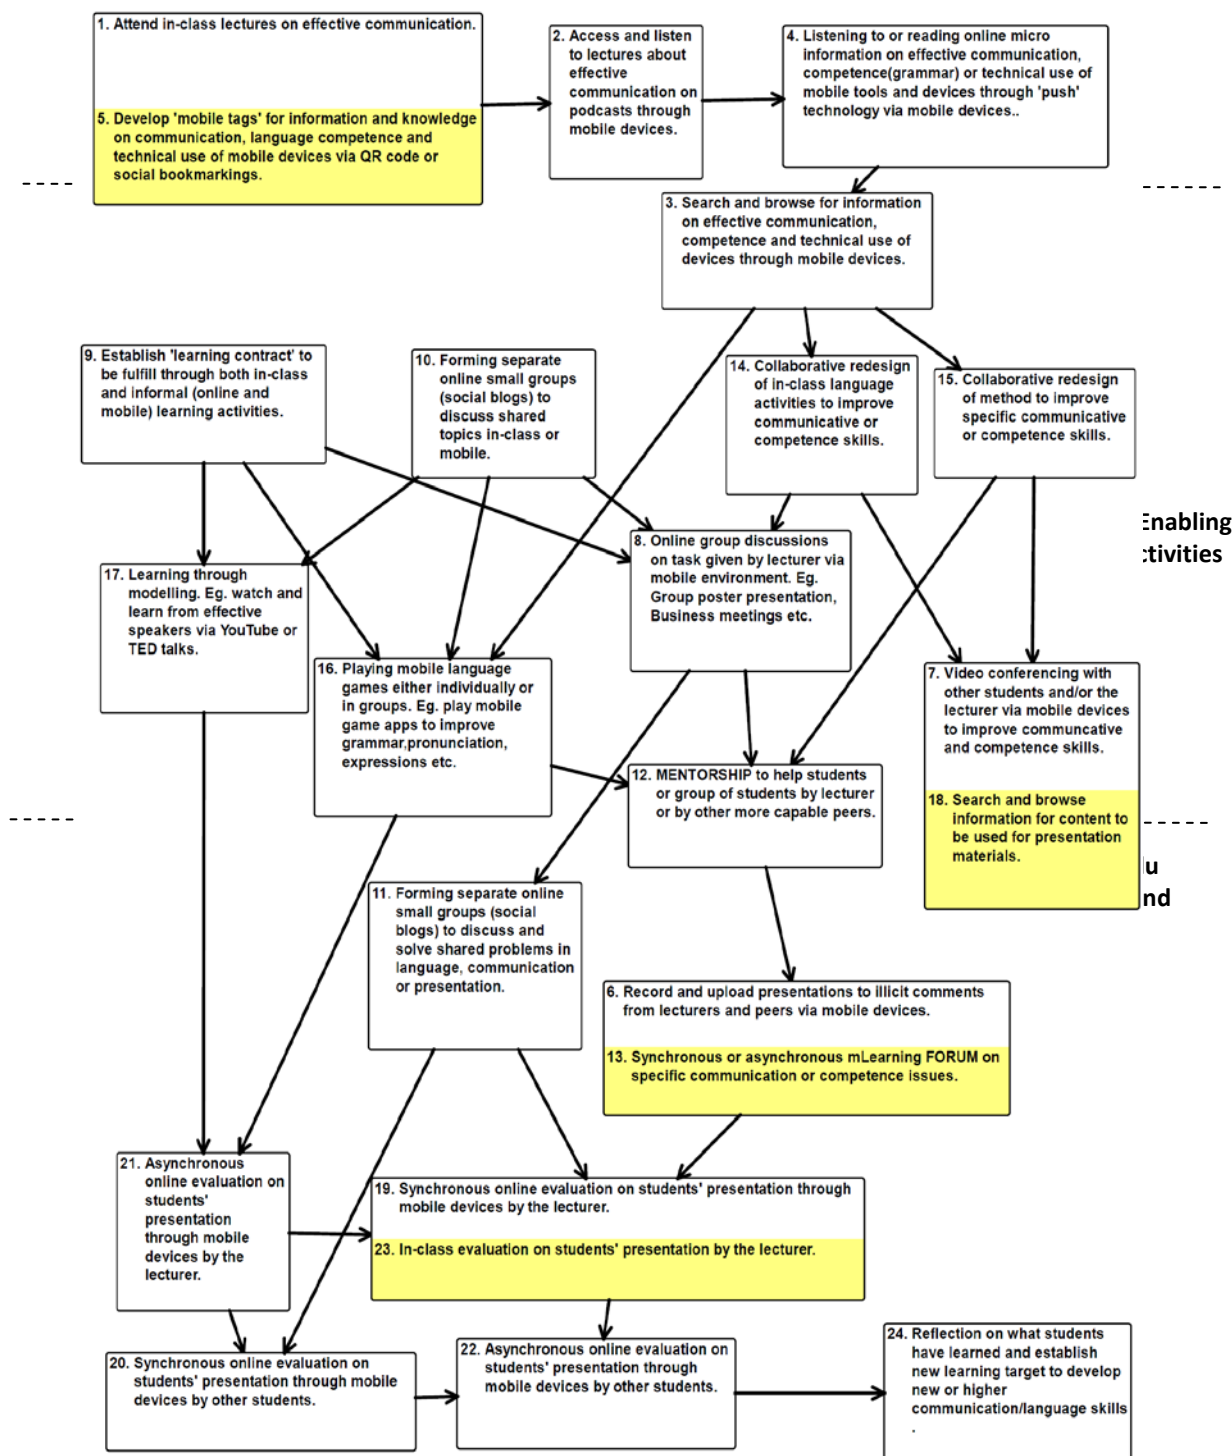 1. Attend in-class lectures on effective communication.
5. Develop 'mobile tags' for information and knowledge
on communication, language competence and
technical use of mobile devices via QR code or
social bookmarkings.
2. Access and listen
to lectures about
effective
communication on
podcasts through
mobile devices.
4. Listening to or reading online micro
information on effective communication,
competence(grammar) or technical use of
mobile tools and devices through 'push'
technology via mobile devices..
3. Search and browse for information
on effective communication,
competence and technical use of
devices through mobile devices.
9. Establish 'learning contract' to
be fulfill through both in-class
and informal (online and
mobile) learning activities.
10. Forming separate
online small groups
(social blogs) to
discuss shared
topics in-class or
mobile.
14. Collaborative redesign
of in-class language
activities to improve
communicative or
competence skills.
15. Collaborative redesign
of method to improve
specific communicative
or competence skills.
Enabling
ctivities
8. Online group discussions
on task given by lecturer via
mobile environment. Eg.
Group poster presentation,
Business meetings etc.
17. Learning through
modelling. Eg. watch and
learn from effective
speakers via YouTube or
TED talks.
16. Playing mobile language
games either individually or
in groups. Eg. play mobile
game apps to improve
grammar,pronunciation,
expressions etc.
7. Video conferencing with
other students and/or the
lecturer via mobile devices
to improve communcative
and competence skills.
18. Search and browse
information for content to
be used for presentation
materials.
12. MENTORSHIP to help students
or group of students by lecturer
or by other more capable peers.
lu
nd
11. Forming separate online
small groups (social
blogs) to discuss and
solve shared problems in
language, communication
or presentation.
6. Record and upload presentations to illicit comments
from lecturers and peers via mobile devices.
13. Synchronous or asynchronous mLearning FORUM on
specific communication or competence issues.
21. Asynchronous
online evaluation on
students'
presentation
through mobile
devices by the
lecturer.
19. Synchronous online evaluation on students' presentation through
mobile devices by the lecturer.
23. In-class evaluation on students' presentation by the lecturer.
20. Synchronous online evaluation on
students' presentation through mobile
devices by other students.
22. Asynchronous online evaluation on
students' presentation through
mobile devices by other students.
24. Reflection on what students
have learned and establish
new learning target to develop
new or higher
communication/language skills
.